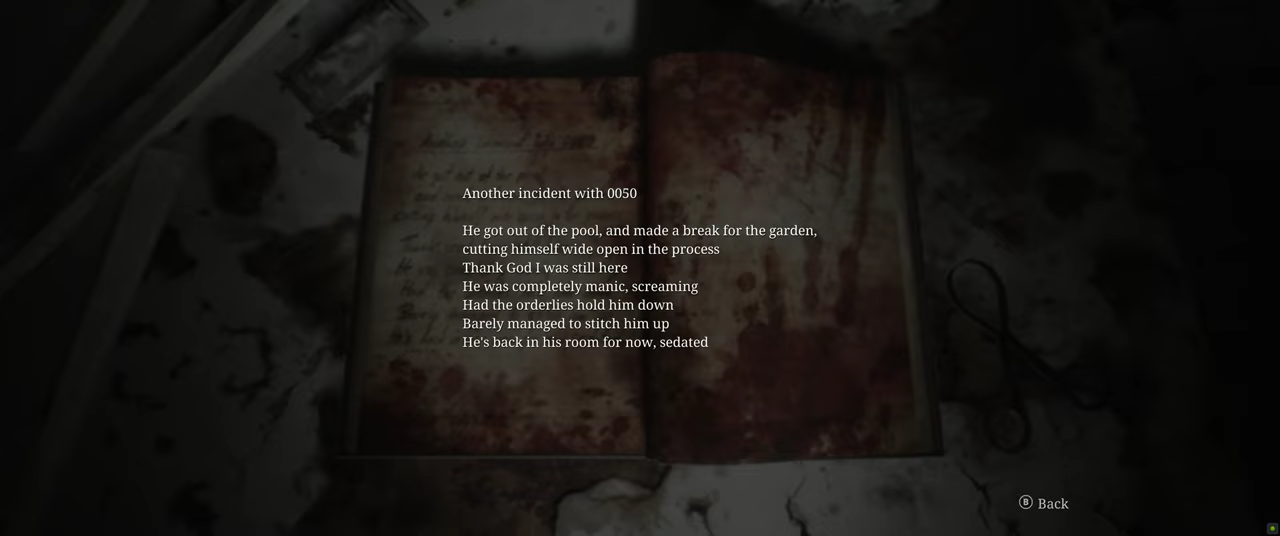 Another incident with 0050
He got out of the pool, and made a break for the garden,
cutting himself wide open in the process
Thank God I was still here
He was completely manic, screaming
Had the orderlies hold him down
Barely managed to stitch him up
He's back in his room for now, sedated
B Back